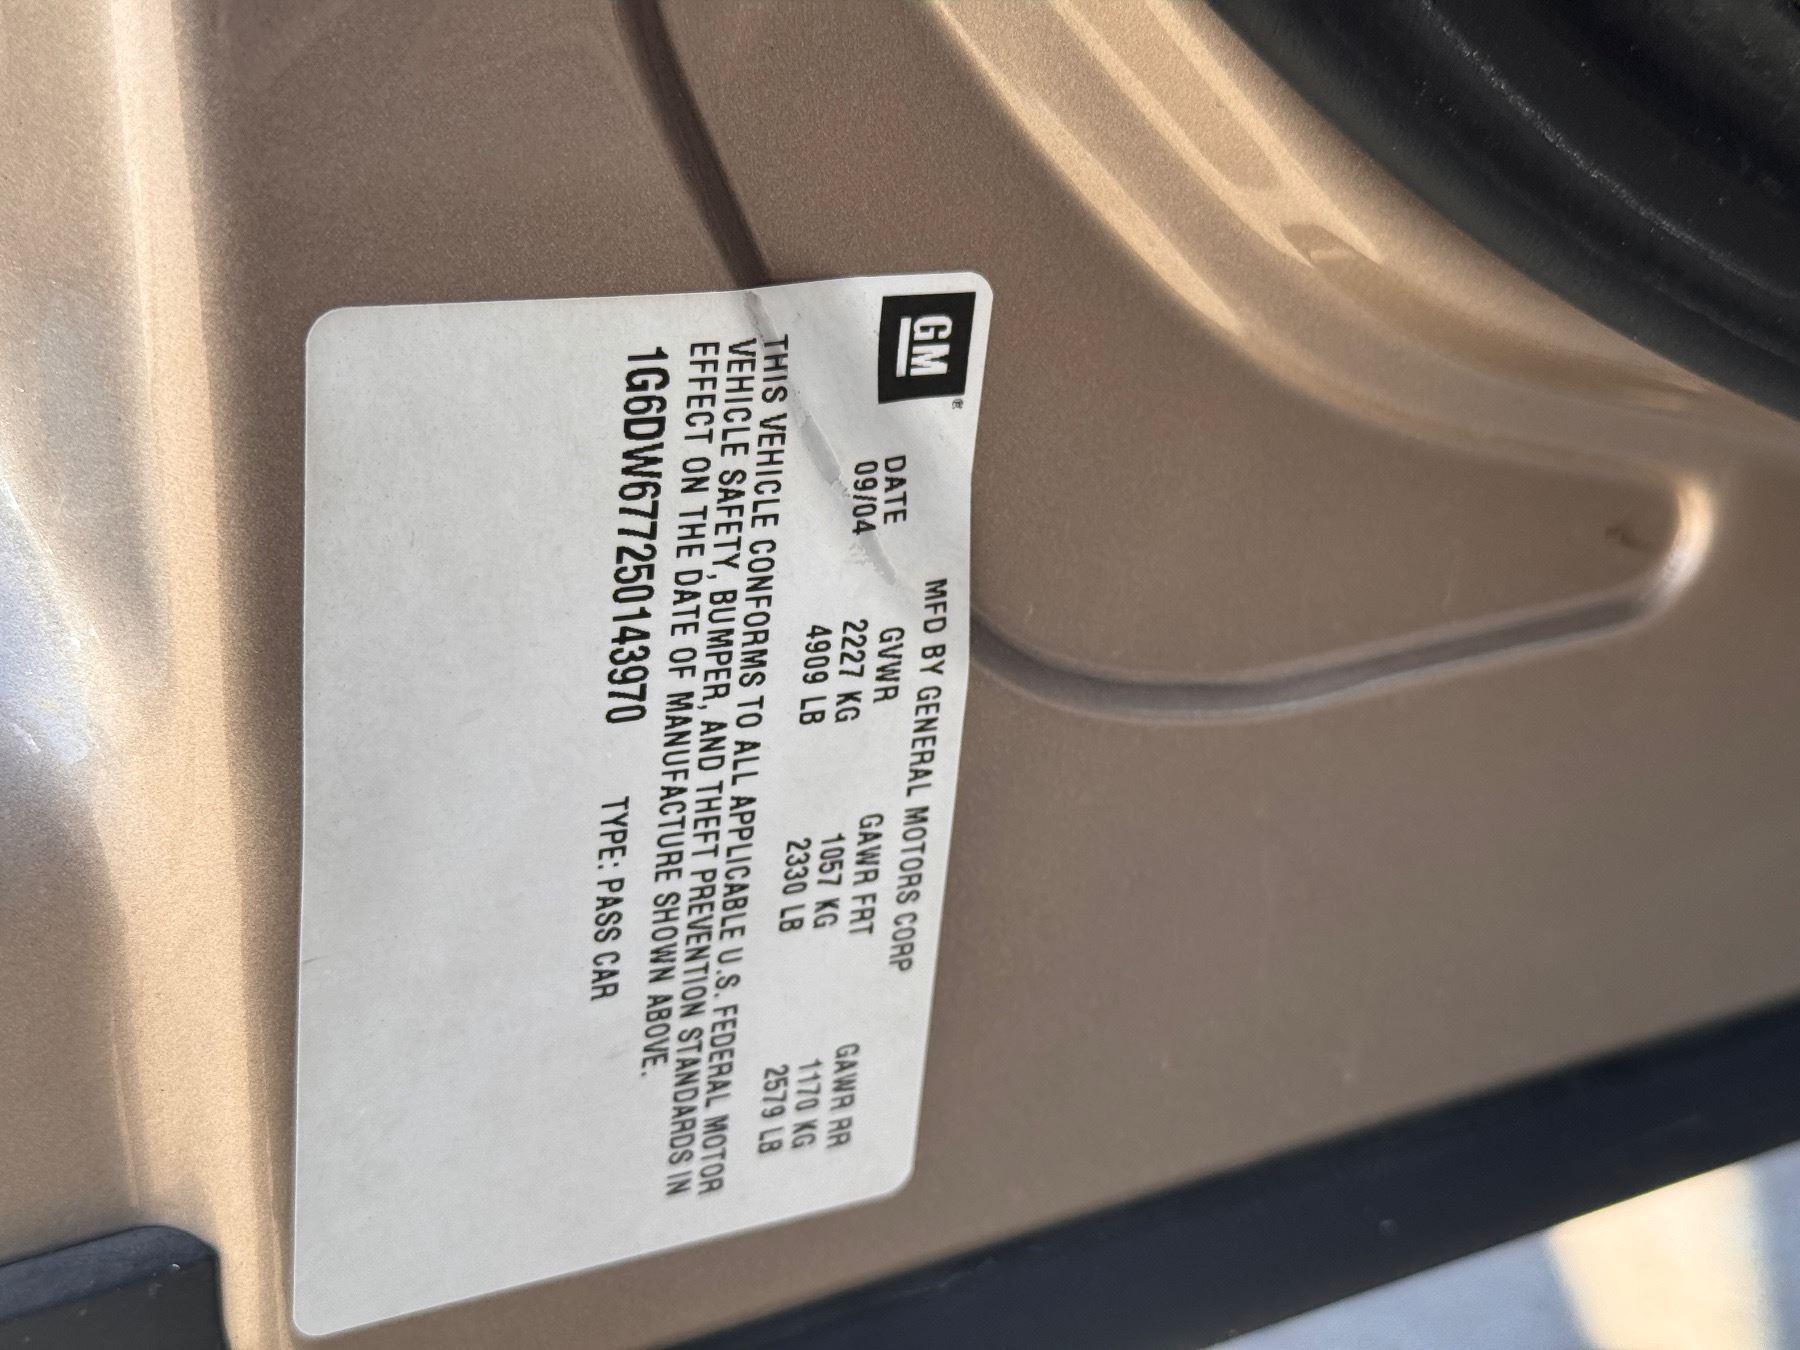 GM®
MFD BY GENERAL MOTORS CORP
DATE GVWR GAWR FRT GAWR RR
09/04 2227 KG 1057 KG 1170 KG
4909 LB 2330 LB 2579 LB
THIS VEHICLE CONFORMS TO ALL APPLICABLE U.S. FEDERAL MOTOR
VEHICLE SAFETY, BUMPER, AND THEFT PREVENTION STANDARDS IN
EFFECT ON THE DATE OF MANUFACTURE SHOWN ABOVE.
1G6DW677250143970 TYPE: PASS CAR